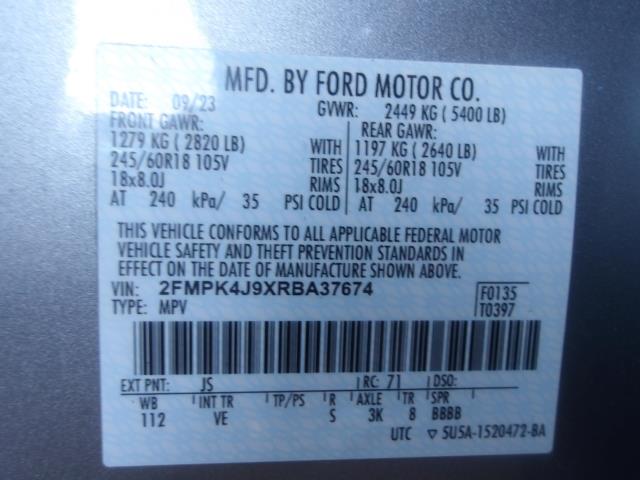 MFD. BY FORD MOTOR CO.
DATE: 09/23 GVWR: 2449 KG ( 5400 LB)
FRONT GAWR: REAR GAWR:
1279 KG ( 2820 LB) WITH 1197 KG ( 2640 LB) WITH
245/60R18 105V TIRES 245/60R18 105V TIRES
18x8.0J RIMS 18x8.0J RIMS
AT 240 kPa/ 35 PSI COLD AT 240 kPa/ 35 PSI COLD
THIS VEHICLE CONFORMS TO ALL APPLICABLE FEDERAL MOTOR
VEHICLE SAFETY AND THEFT PREVENTION STANDARDS IN
EFFECT ON THE DATE OF MANUFACTURE SHOWN ABOVE.
VIN: 2FMPK4J9XRBA37674 F0135
TYPE: MPV T0397
EXT PNT: JS RC: 71 DSO:
WB INT TR TP/PS R AXLE TR SPR
112 VE S 3K 8 BBBB
UTC ▽ 5U5A-1520472-BA